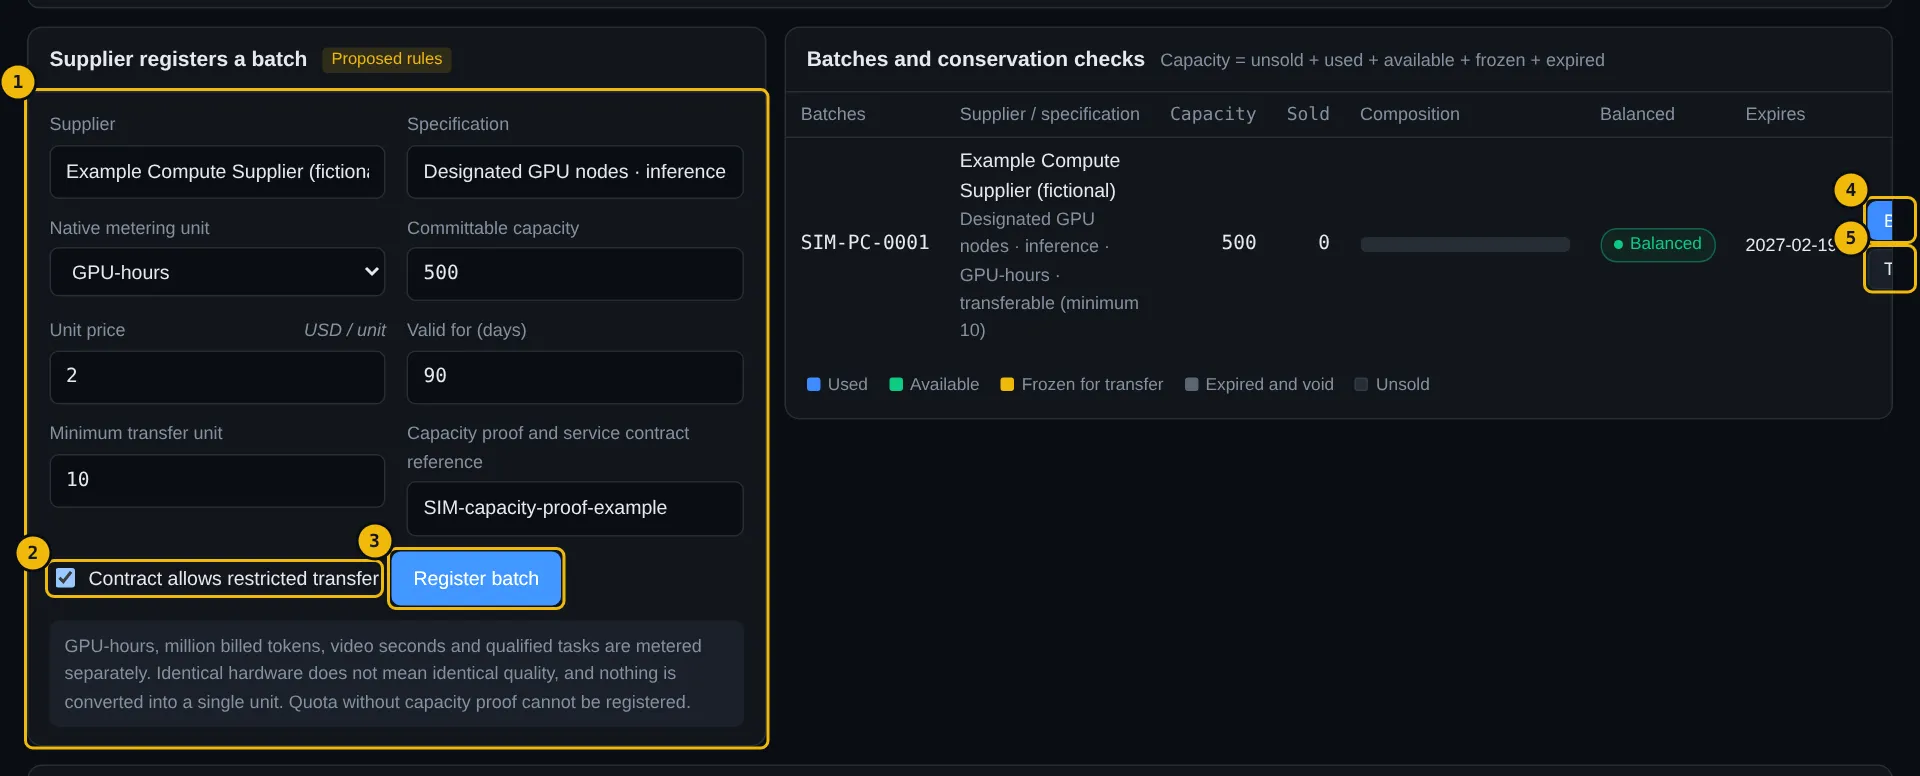 Supplier registers a batch Proposed rules
1
Supplier Specification
Example Compute Supplier (fiction Designated GPU nodes · inference
Native metering unit Committable capacity
GPU-hours 500
Unit price USD / unit Valid for (days)
2 90
Minimum transfer unit Capacity proof and service contract reference
10 SIM-capacity-proof-example
2 Contract allows restricted transfer 3 Register batch
GPU-hours, million billed tokens, video seconds and qualified tasks are metered
separately. Identical hardware does not mean identical quality, and nothing is
converted into a single unit. Quota without capacity proof cannot be registered.
Batches and conservation checks Capacity = unsold + used + available + frozen + expired
Batches Supplier / specification Capacity Sold Composition Balanced Expires
Example Compute
Supplier (fictional)
Designated GPU
nodes · inference ·
GPU-hours ·
transferable (minimum
10)
SIM-PC-0001 500 0 Balanced 2027-02-19
4
5
T
Used Available Frozen for transfer Expired and void Unsold